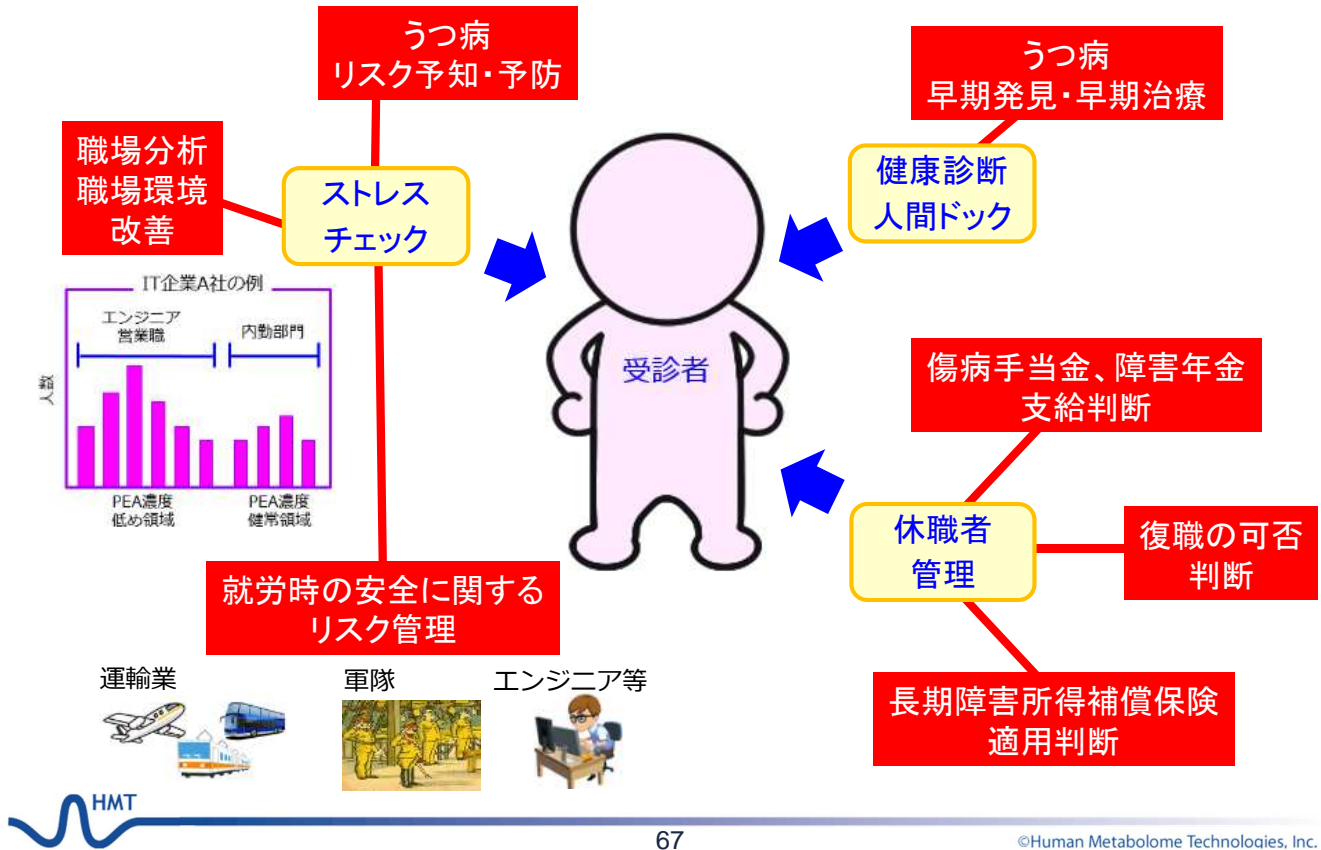 うつ病
リスク予知・予防
うつ病
早期発見・早期治療
職場分析
職場環境
改善
ストレス
チェック
健康診断
人間ドック
IT企業A社の例
エンジニア
営業職
内勤部門
人数
PEA濃度
低め領域
PEA濃度
健常領域
受診者
傷病手当金、障害年金
支給判断
休職者
管理
復職の可否
判断
就労時の安全に関する
リスク管理
運輸業
軍隊
エンジニア等
長期障害所得補償保険
適用判断
HMT
67
©Human Metabolome Technologies, Inc.